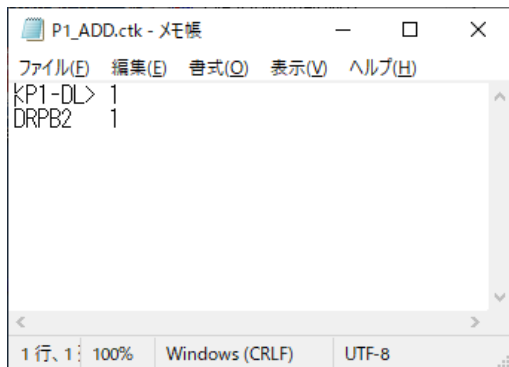 P1_ADD.ctk - メモ帳
ファイル(F) 編集(E) 書式(O) 表示(V) ヘルプ(H)
<P1-DL> 1
DRPB2 1
1 行、1 100% Windows (CRLF) UTF-8